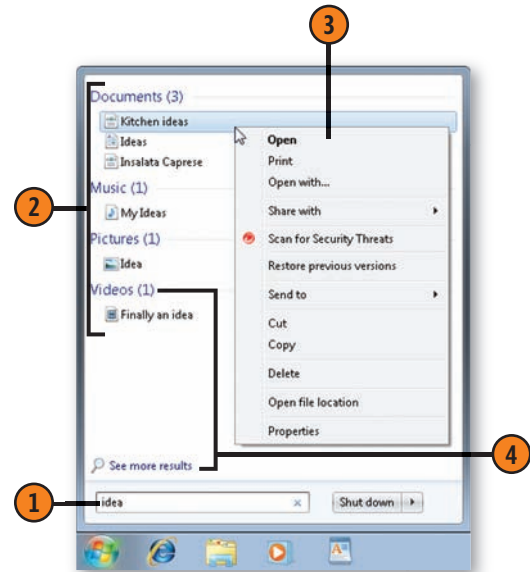 3
Documents (3)
Kitchen ideas
Ideas
Insalata Caprese
Music (1)
2
My Ideas
Pictures (1)
Idea
Videos (1)
Finally an idea
Open
Print
Open with...
Share with
Scan for Security Threats
Restore previous versions
Send to
Cut
Copy
Delete
Open file location
Properties
See more results
4
1
idea
Shut down
A